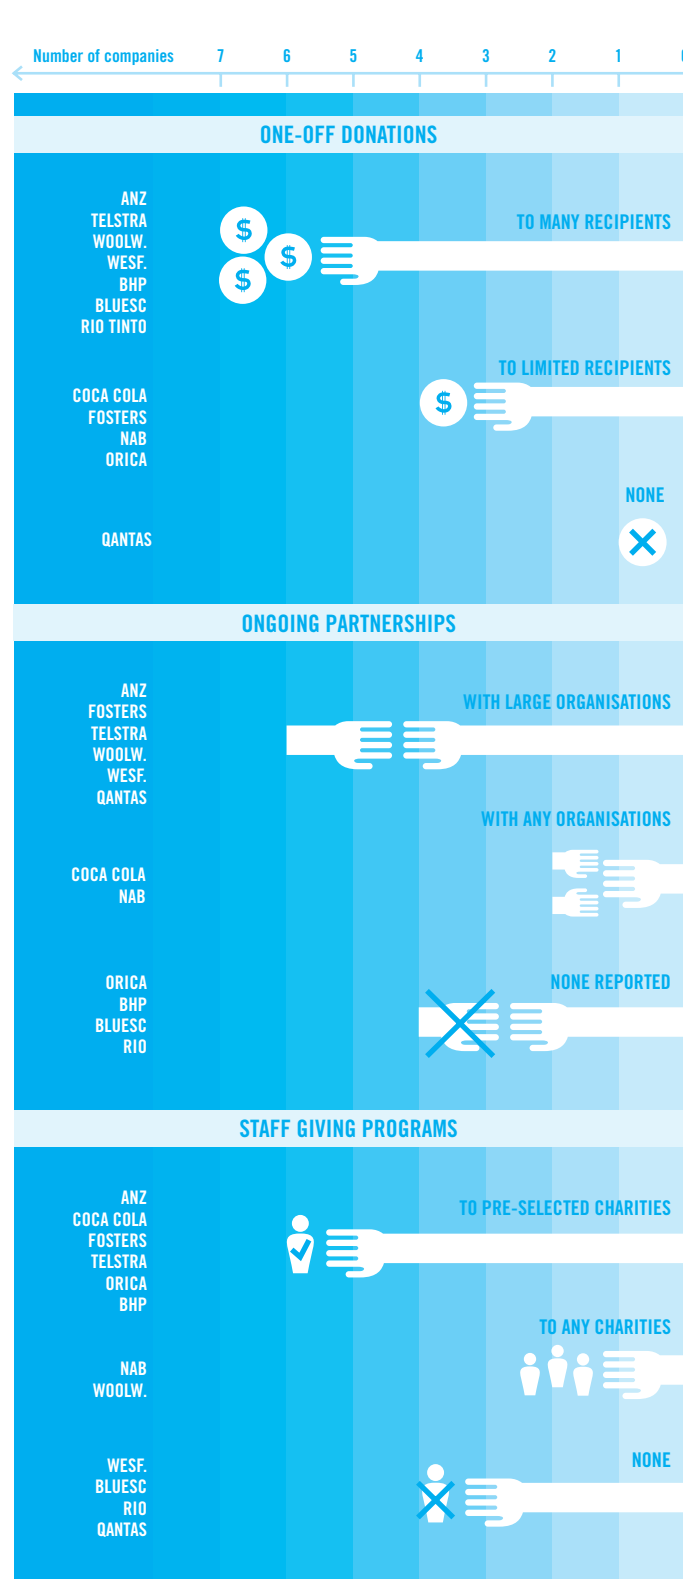 Number of companies 7 6 5 4 3 2 1
ONE-OFF DONATIONS
ANZ
TELSTRA
WOOLW.
WESF.
BHP
BLUESC
RIO TINTO
TO MANY RECIPIENTS
$
$
$
TO LIMITED RECIPIENTS
COCA COLA
FOSTERS
NAB
ORICA
$
NONE
QANTAS
ONGOING PARTNERSHIPS
ANZ
FOSTERS
TELSTRA
WOOLW.
WESF.
QANTAS
WITH LARGE ORGANISATIONS
WITH ANY ORGANISATIONS
COCA COLA
NAB
NONE REPORTED
ORICA
BHP
BLUESC
RIO
STAFF GIVING PROGRAMS
ANZ
COCA COLA
FOSTERS
TELSTRA
ORICA
BHP
TO PRE-SELECTED CHARITIES
TO ANY CHARITIES
NAB
WOOLW.
NONE
WESF.
BLUESC
RIO
QANTAS